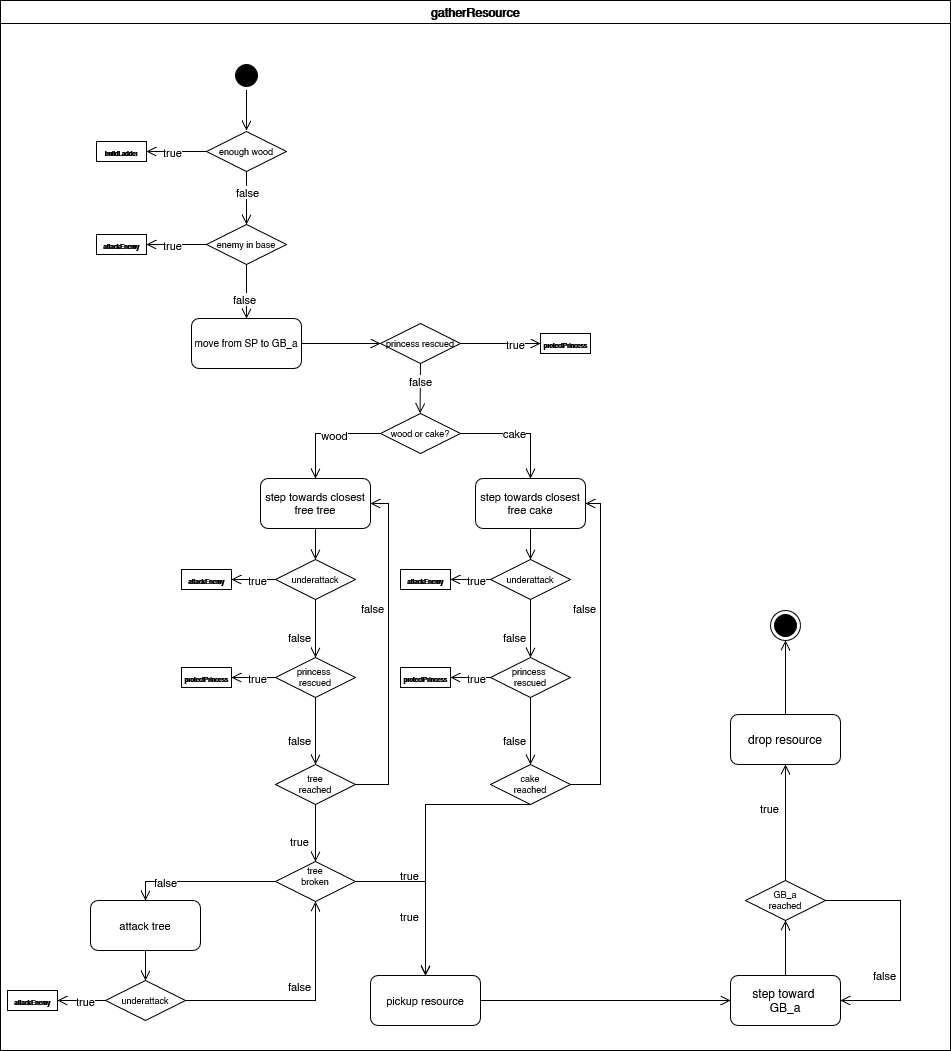 gatherResource
enough wood
true
buildLadder
false
enemy in base
true
attackEnemy
false
move from SP to GB_a
princess rescued
true
protectPrincess
false
wood or cake?
wood
cake
step towards closest
free tree
step towards closest
free cake
attackEnemy
true
underattack
attackEnemy
true
underattack
false
false
false
false
protectPrincess
true
princess
rescued
protectPrincess
true
princess
rescued
false
false
tree
reached
cake
reached
drop resource
true
true
tree
broken
true
false
attack tree
true
GB_a
reached
false
false
attackEnemy
true
underattack
pickup resource
step toward
GB_a